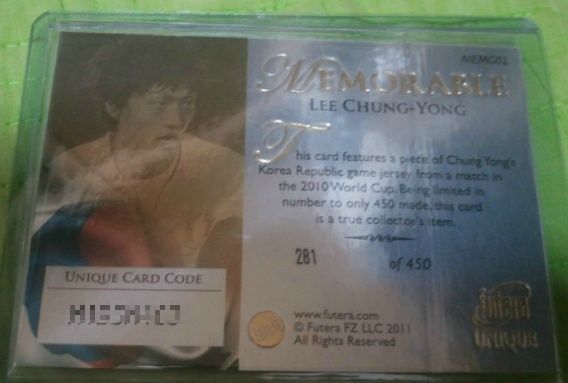 MEMG02
MEMORABLE
LEE CHUNG-YONG
This card features a piece of Chung Yong's
Korea Republic game jersey from a match in
the 2010 World Cup. Being limited in
number to only 450 made, this card
is a true collector's item.
281 of 450
UNIQUE CARD CODE
www.futera.com
© Futera FZ LLC 2011
All Rights Reserved
futera
UNIQUE